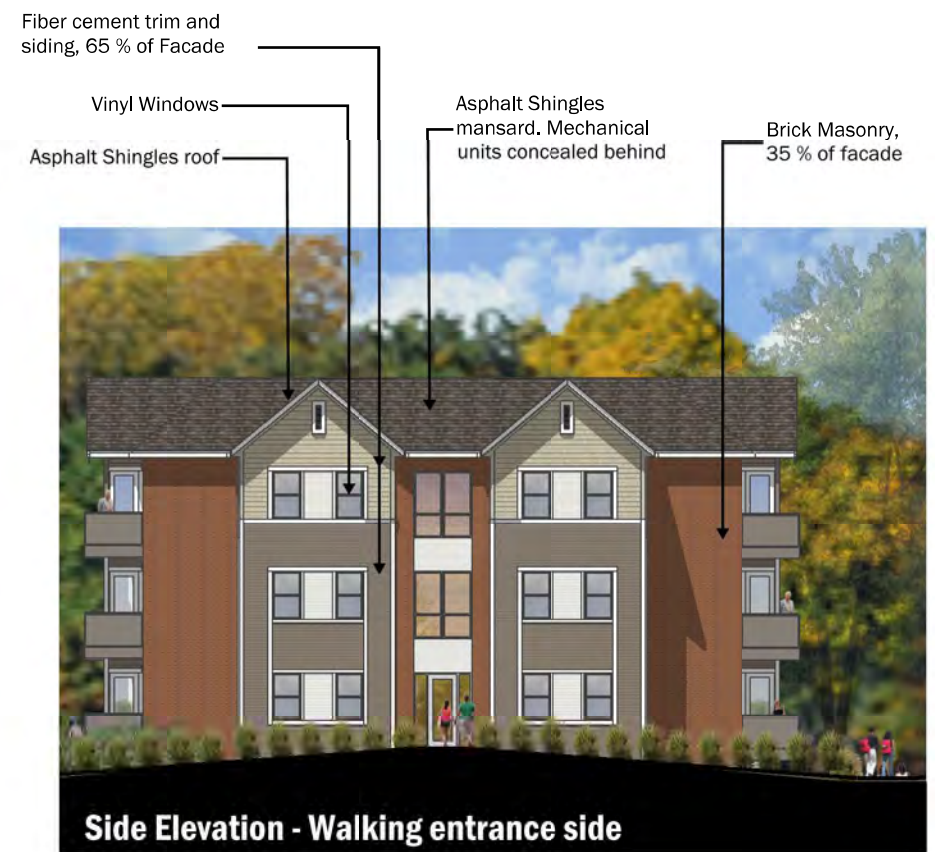 Fiber cement trim and
siding, 65 % of Facade
Vinyl Windows
Asphalt Shingles roof
Asphalt Shingles
mansard. Mechanical
units concealed behind
Brick Masonry,
35 % of facade
Side Elevation - Walking entrance side